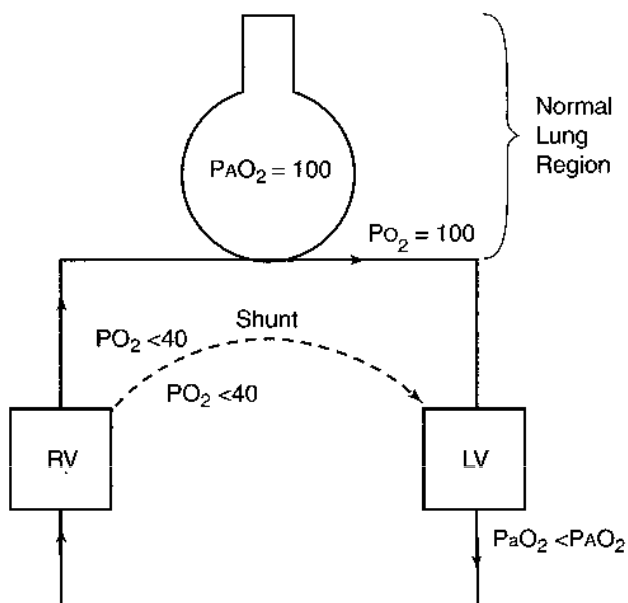 PAO₂ = 100
Normal
Lung
Region
PO₂ = 100
Shunt
PO₂ <40
PO₂ <40
RV
LV
PaO₂ <PAO₂